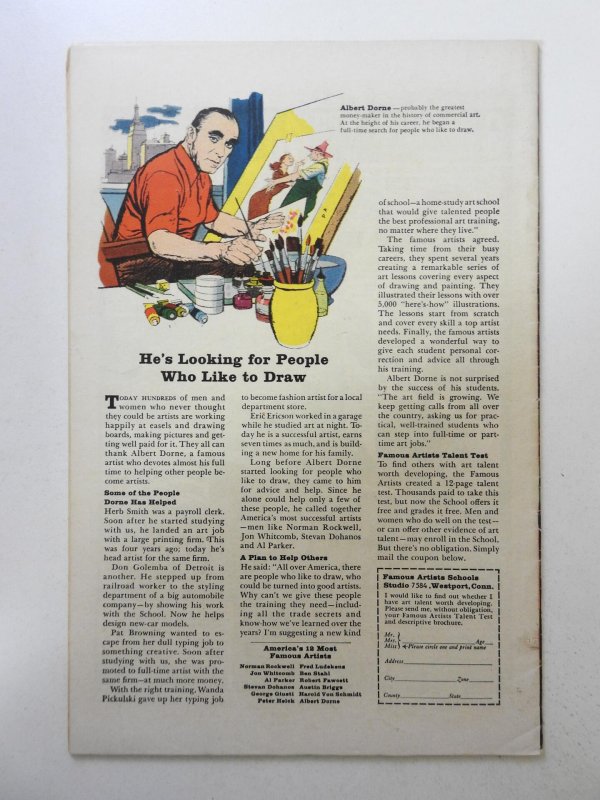 Albert Dorne —probably the greatest
money-maker in the history of commercial art.
At the height of his career, he began a
full-time search for people who like to draw.
He's Looking for People
Who Like to Draw
TODAY HUNDREDS of men and
women who never thought
they could be artists are working
happily at easels and drawing
boards, making pictures and get-
ting well paid for it. They all can
thank Albert Dorne, a famous
artist who devotes almost his full
time to helping other people be-
come artists.
Some of the People
Dorne Has Helped
Herb Smith was a payroll clerk.
Soon after he started studying
with us, he landed an art job
with a large printing firm. This
was four years ago; today he's
head artist for the same firm.
Don Golemba of Detroit is
another. He stepped up from
railroad worker to the styling
department of a big automobile
company—by showing his work
with the School. Now he helps
design new-car models.
Pat Browning wanted to es-
cape from her dull typing job to
something creative. Soon after
studying with us, she was pro-
moted to full-time artist with the
same firm—at much more money.
With the right training, Wanda
Pickulski gave up her typing job
to become fashion artist for a local
department store.
Eric Ericson worked in a garage
while he studied art at night. To-
day he is a successful artist, earns
seven times as much, and is build-
ing a new home for his family.
Long before Albert Dorne
started looking for people who
like to draw, they came to him
for advice and help. Since he
alone could help only a few of
these people, he called together
America's most successful artists
—men like Norman Rockwell,
Jon Whitcomb, Stevan Dohanos
and Al Parker.
A Plan to Help Others
He said: "All over America, there
are people who like to draw, who
could be turned into good artists.
Why can't we give these people
the training they need—includ-
ing all the trade secrets and
know-how we've learned over the
years? I'm suggesting a new kind
America's 12 Most
Famous Artists
Norman Rockwell
Jon Whitcomb
Al Parker
Stevan Dohanos
George Giusti
Peter Helck
Fred Ludekens
Ben Stahl
Robert Fawcett
Austin Briggs
Harold Von Schmidt
Albert Dorne
of school—a home-study art school
that would give talented people
the best professional art training,
no matter where they live."
The famous artists agreed.
Taking time from their busy
careers, they spent several years
creating a remarkable series of
art lessons covering every aspect
of drawing and painting. They
illustrated their lessons with over
5,000 "here's-how" illustrations.
The lessons start from scratch
and cover every skill a top artist
needs. Finally, the famous artists
developed a wonderful way to
give each student personal cor-
rection and advice all through
his training.
Albert Dorne is not surprised
by the success of his students.
"The art field is growing. We
keep getting calls from all over
the country, asking us for prac-
tical, well-trained students who
can step into full-time or part-
time art jobs."
Famous Artists Talent Test
To find others with art talent
worth developing, the Famous
Artists created a 12-page talent
test. Thousands paid to take this
test, but now the School offers it
free and grades it free. Men and
women who do well on the test—
or can offer other evidence of art
talent—may enroll in the School.
But there's no obligation. Simply
mail the coupon below.
Famous Artists Schools
Studio 7584, Westport, Conn.
I would like to find out whether I
have art talent worth developing.
Please send me, without obligation,
your Famous Artists Talent Test
and descriptive brochure.
Mr.
Mrs. Age
Miss Please circle one and print name
Address
City Zone
County State